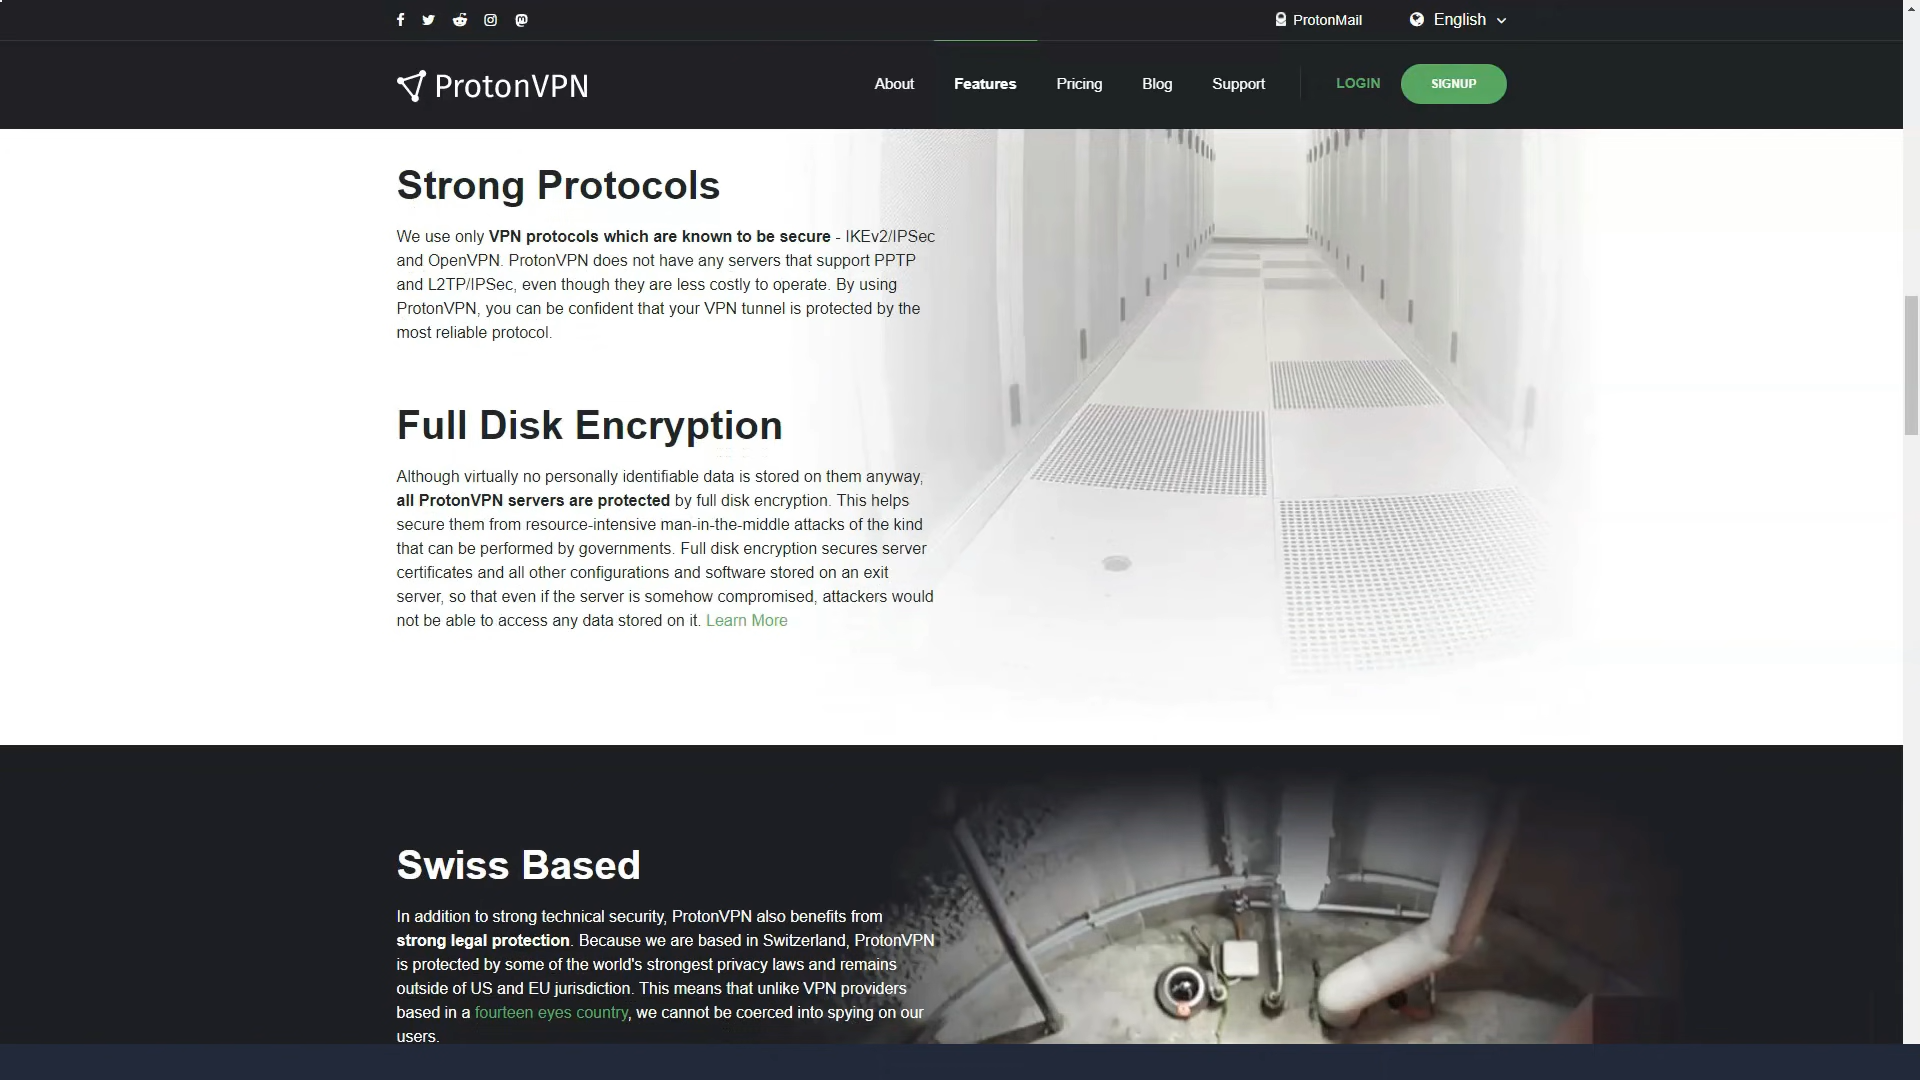 ProtonMail
English
ProtonVPN
About
Features
Pricing
Blog
Support
LOGIN
SIGNUP
Strong Protocols
We use only VPN protocols which are known to be secure - IKEv2/IPSec
and OpenVPN. ProtonVPN does not have any servers that support PPTP
and L2TP/IPSec, even though they are less costly to operate. By using
ProtonVPN, you can be confident that your VPN tunnel is protected by the
most reliable protocol.
Full Disk Encryption
Although virtually no personally identifiable data is stored on them anyway,
all ProtonVPN servers are protected by full disk encryption. This helps
secure them from resource-intensive man-in-the-middle attacks of the kind
that can be performed by governments. Full disk encryption secures server
certificates and all other configurations and software stored on an exit
server, so that even if the server is somehow compromised, attackers would
not be able to access any data stored on it. Learn More
Swiss Based
In addition to strong technical security, ProtonVPN also benefits from
strong legal protection. Because we are based in Switzerland, ProtonVPN
is protected by some of the world's strongest privacy laws and remains
outside of US and EU jurisdiction. This means that unlike VPN providers
based in a fourteen eyes country, we cannot be coerced into spying on our
users.